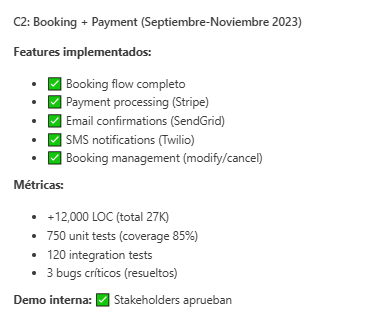 C2: Booking + Payment (Septiembre-Noviembre 2023)
Features implementados:
• ✅ Booking flow completo
• ✅ Payment processing (Stripe)
• ✅ Email confirmations (SendGrid)
• ✅ SMS notifications (Twilio)
• ✅ Booking management (modify/cancel)
Métricas:
• +12,000 LOC (total 27K)
• 750 unit tests (coverage 85%)
• 120 integration tests
• 3 bugs críticos (resueltos)
Demo interna: ✅ Stakeholders aprueban